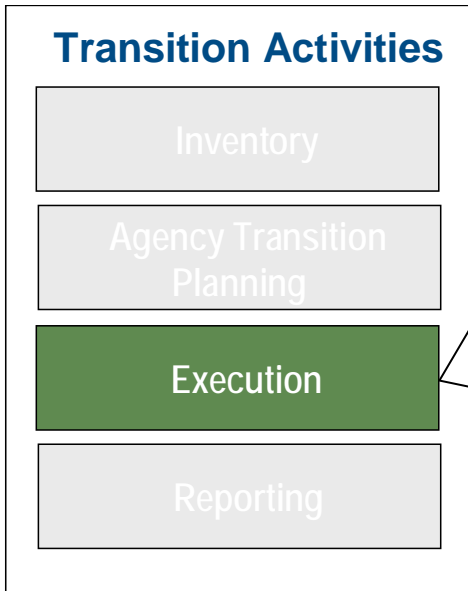 Transition Activities
Inventory
Agency Transition
Planning
Execution
Reporting